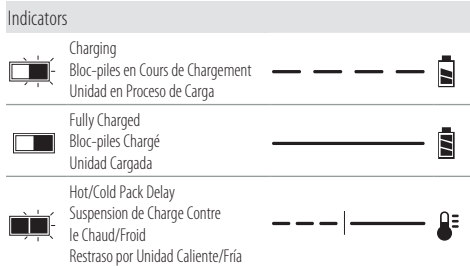 Indicators
Charging
Bloc-piles en Cours de Chargement
Unidad en Proceso de Carga
Fully Charged
Bloc-piles Chargé
Unidad Cargada
Hot/Cold Pack Delay
Suspension de Charge Contre
le Chaud/Froid
Restraso por Unidad Caliente/Fría